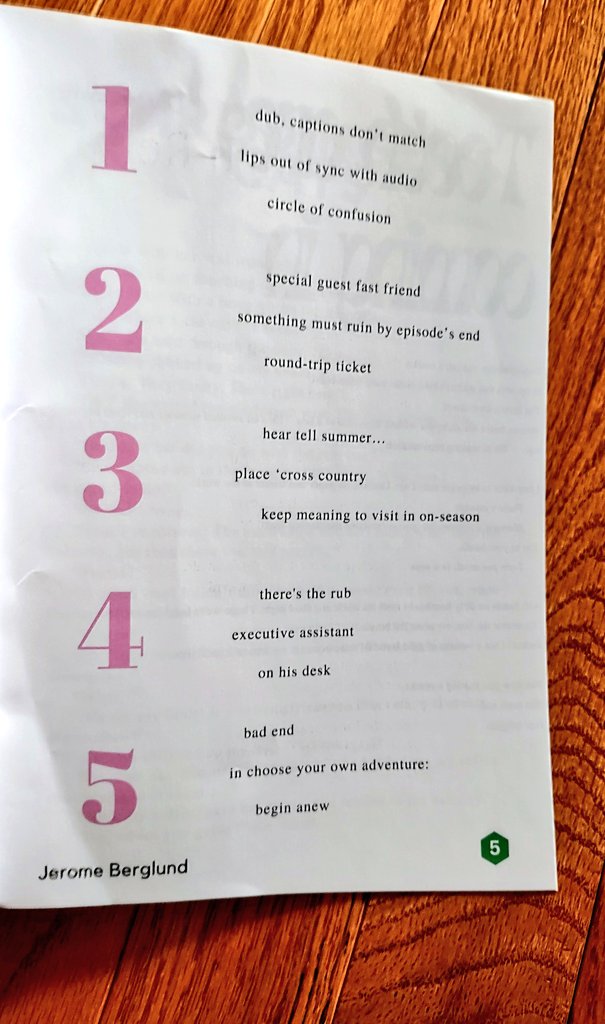 1
dub, captions don't match
lips out of sync with audio
circle of confusion
2
special guest fast friend
something must ruin by episode's end
round-trip ticket
3
hear tell summer...
place 'cross country
keep meaning to visit in on-season
4
there's the rub
executive assistant
on his desk
5
bad end
in choose your own adventure:
begin anew
Jerome Berglund
5